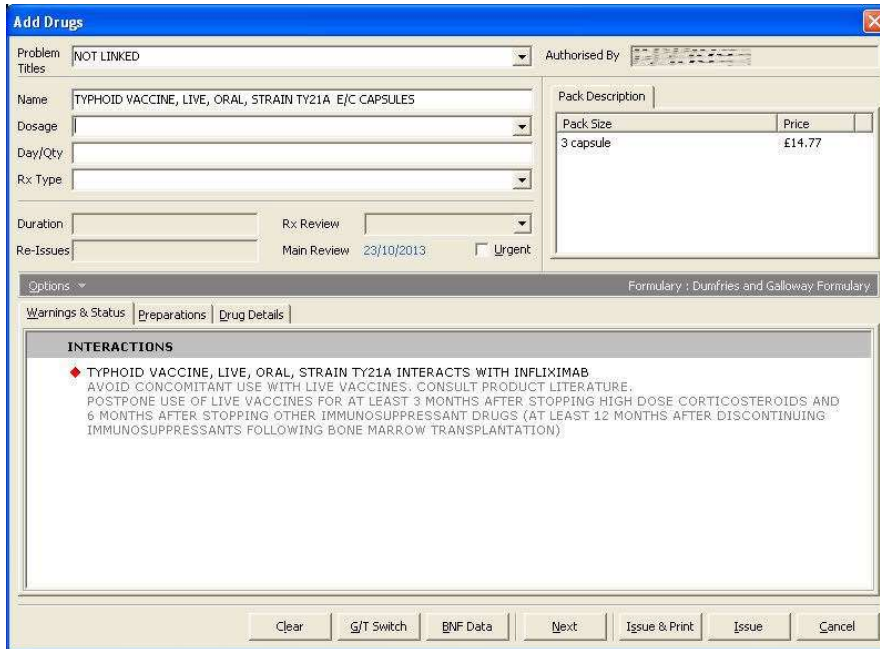 Add Drugs
Problem Titles NOT LINKED
Authorised By
Name TYPHOID VACCINE, LIVE, ORAL, STRAIN TY21A E/C CAPSULES
Dosage
Day/Qty
Rx Type
Pack Description
Pack Size Price
3 capsule £14.77
Duration Rx Review
Re-Issues Main Review 23/10/2013 Urgent
Options Formulary : Dumfries and Galloway Formulary
Warnings & Status Preparations Drug Details
INTERACTIONS
TYPHOID VACCINE, LIVE, ORAL, STRAIN TY21A INTERACTS WITH INFLIXIMAB
AVOID CONCOMITANT USE WITH LIVE VACCINES. CONSULT PRODUCT LITERATURE.
POSTPONE USE OF LIVE VACCINES FOR AT LEAST 3 MONTHS AFTER STOPPING HIGH DOSE CORTICOSTEROIDS AND
6 MONTHS AFTER STOPPING OTHER IMMUNOSUPPRESSANT DRUGS (AT LEAST 12 MONTHS AFTER DISCONTINUING
IMMUNOSUPPRESSANTS FOLLOWING BONE MARROW TRANSPLANTATION)
Clear G/T Switch BNF Data Next Issue & Print Issue Cancel